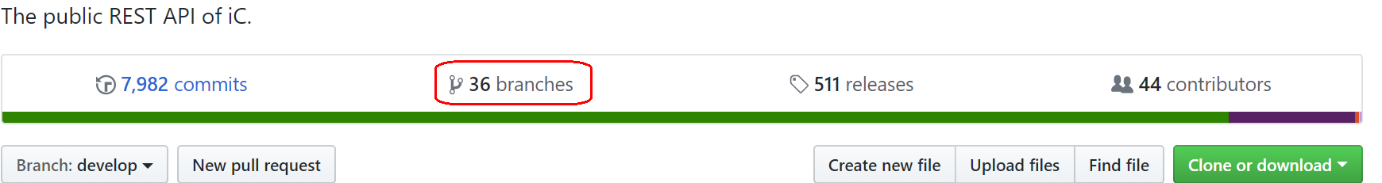 The public REST API of iC.
7,982 commits 36 branches 511 releases 44 contributors
Branch: develop New pull request Create new file Upload files Find file Clone or download